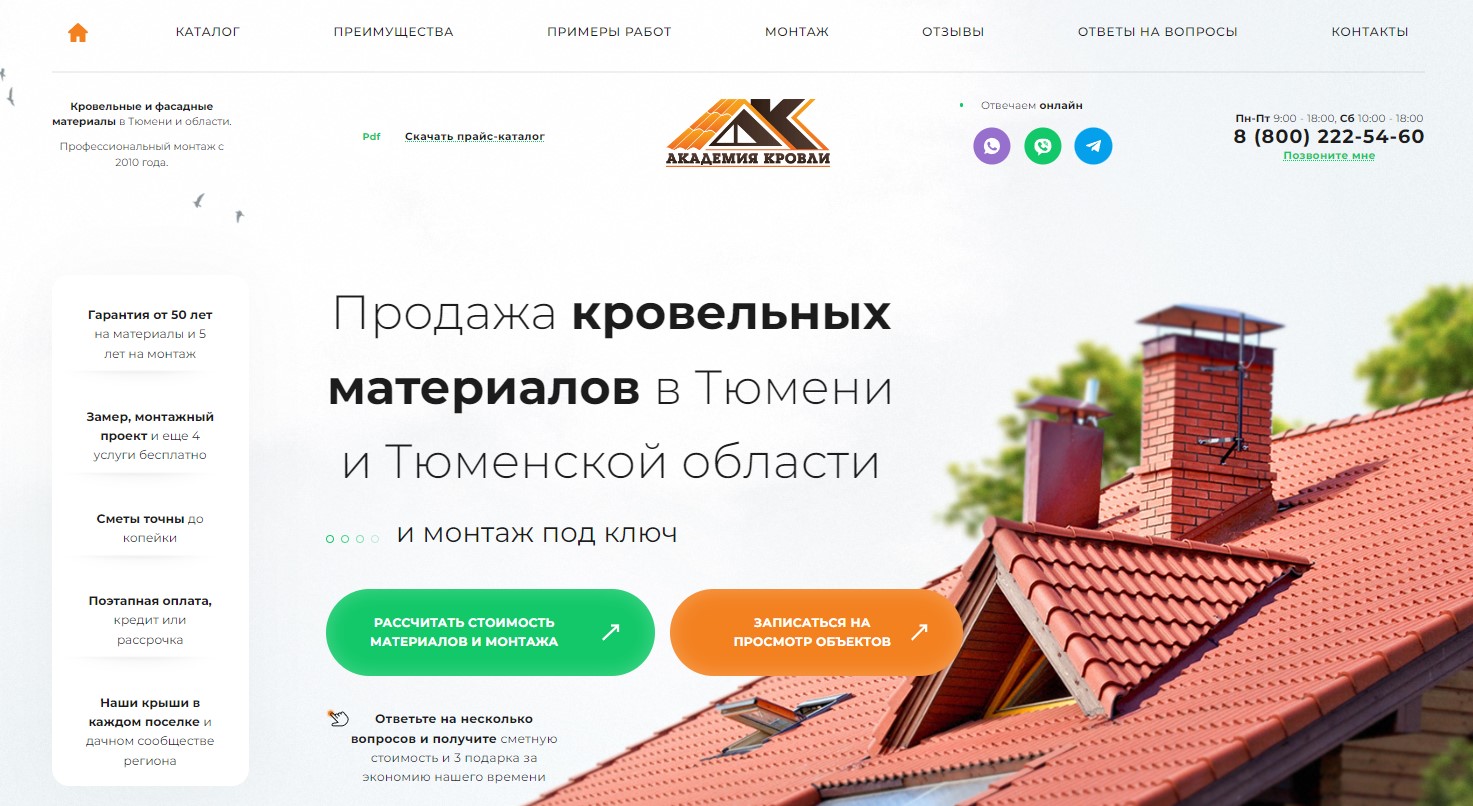 КАТАЛОГ
ПРЕИМУЩЕСТВА
ПРИМЕРЫ РАБОТ
МОНТАЖ
ОТЗЫВЫ
ОТВЕТЫ НА ВОПРОСЫ
КОНТАКТЫ
Кровельные и фасадные
материалы в Тюмени и области.
Профессиональный монтаж с
2010 года.
Pdf
Скачать прайс-каталог
АК
АКАДЕМИЯ КРОВЛИ
Отвечаем онлайн
Пн-Пт 9:00 - 18:00, Сб 10:00 - 18:00
8 (800) 222-54-60
Позвоните мне
Гарантия от 50 лет
на материалы и 5
лет на монтаж
Замер, монтажный
проект и еще 4
услуги бесплатно
Сметы точны до
копейки
Поэтапная оплата,
кредит или
рассрочка
Наши крыши в
каждом поселке и
дачном сообществе
региона
Продажа кровельных
материалов в Тюмени
и Тюменской области
и монтаж под ключ
РАССЧИТАТЬ СТОИМОСТЬ
МАТЕРИАЛОВ И МОНТАЖА
ЗАПИСАТЬСЯ НА
ПРОСМОТР ОБЪЕКТОВ
Ответьте на несколько
вопросов и получите сметную
стоимость и 3 подарка за
экономию нашего времени